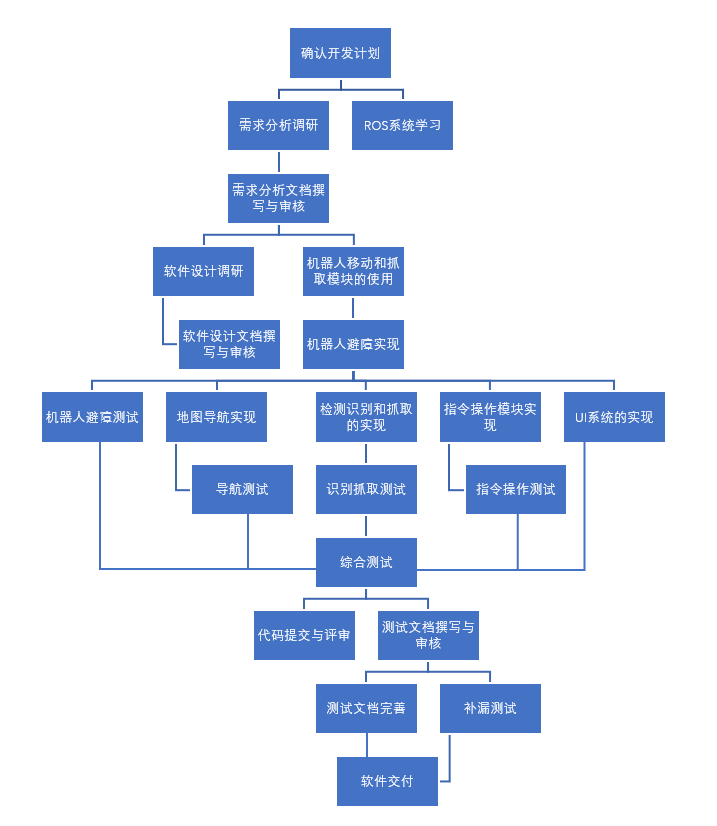 确认开发计划
需求分析调研
ROS系统学习
需求分析文档撰
写与审核
软件设计调研
机器人移动和抓
取模块的使用
软件设计文档撰
写与审核
机器人避障实现
机器人避障测试
地图导航实现
检测识别和抓取
的实现
指令操作模块实
现
UI系统的实现
导航测试
识别抓取测试
指令操作测试
综合测试
代码提交与评审
测试文档撰写与
审核
测试文档完善
补漏测试
软件交付